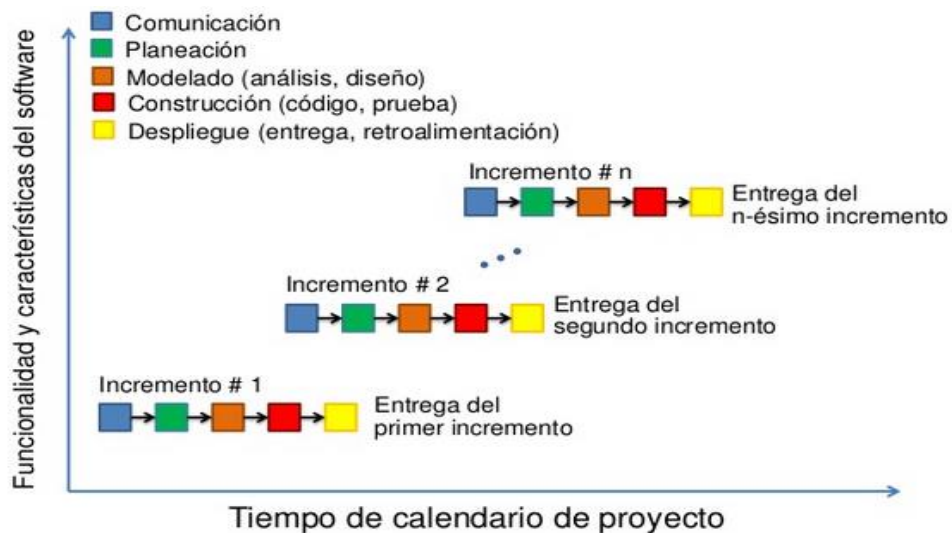 Funcionalidad y características del software
Comunicación
Planeación
Modelado (análisis, diseño)
Construcción (código, prueba)
Despliegue (entrega, retroalimentación)
Incremento # n
Entrega del
n-ésimo incremento
Incremento # 2
Entrega del
segundo incremento
Incremento # 1
Entrega del
primer incremento
Tiempo de calendario de proyecto